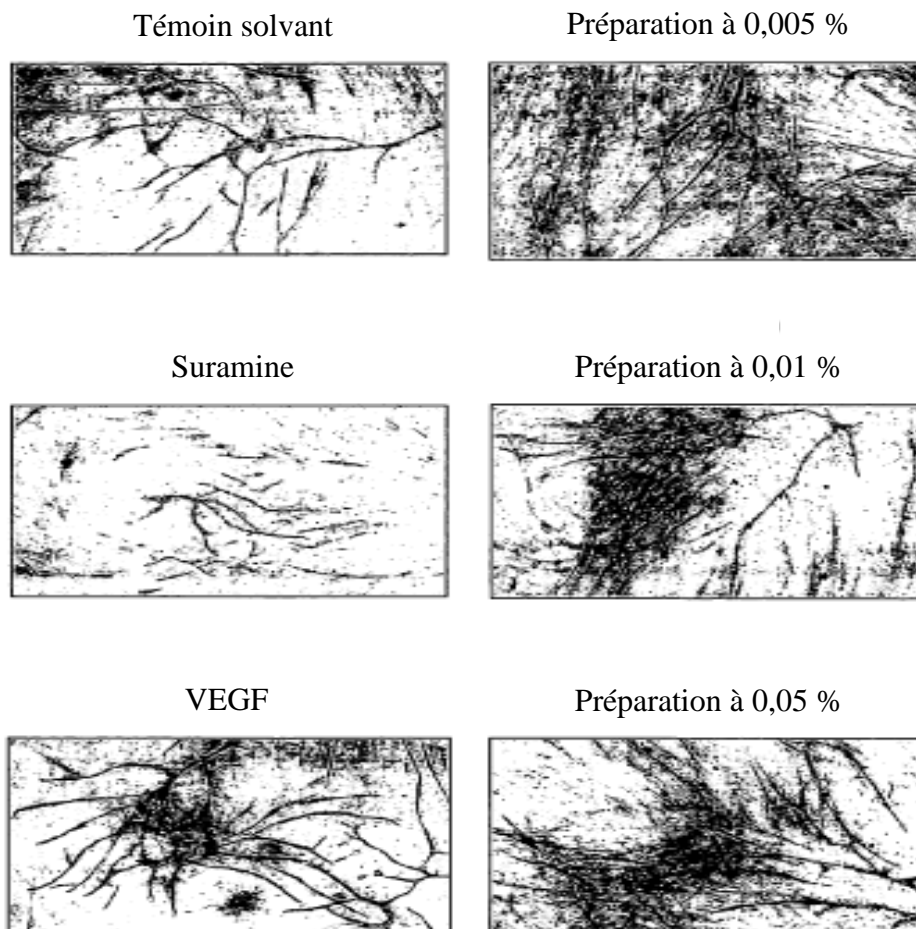 Témoin solvant
Préparation à 0,005 %
Suramine
Préparation à 0,01 %
VEGF
Préparation à 0,05 %